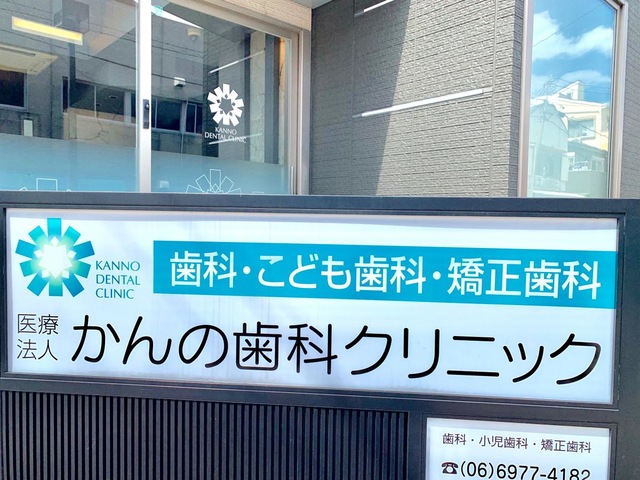 KANNO
DENTAL CLINIC
KANNO
DENTAL
CLINIC
歯科・こども歯科・矯正歯科
医療
法人
かんの歯科クリニック
歯科・小児歯科・矯正歯科
☎(06)6977-4182